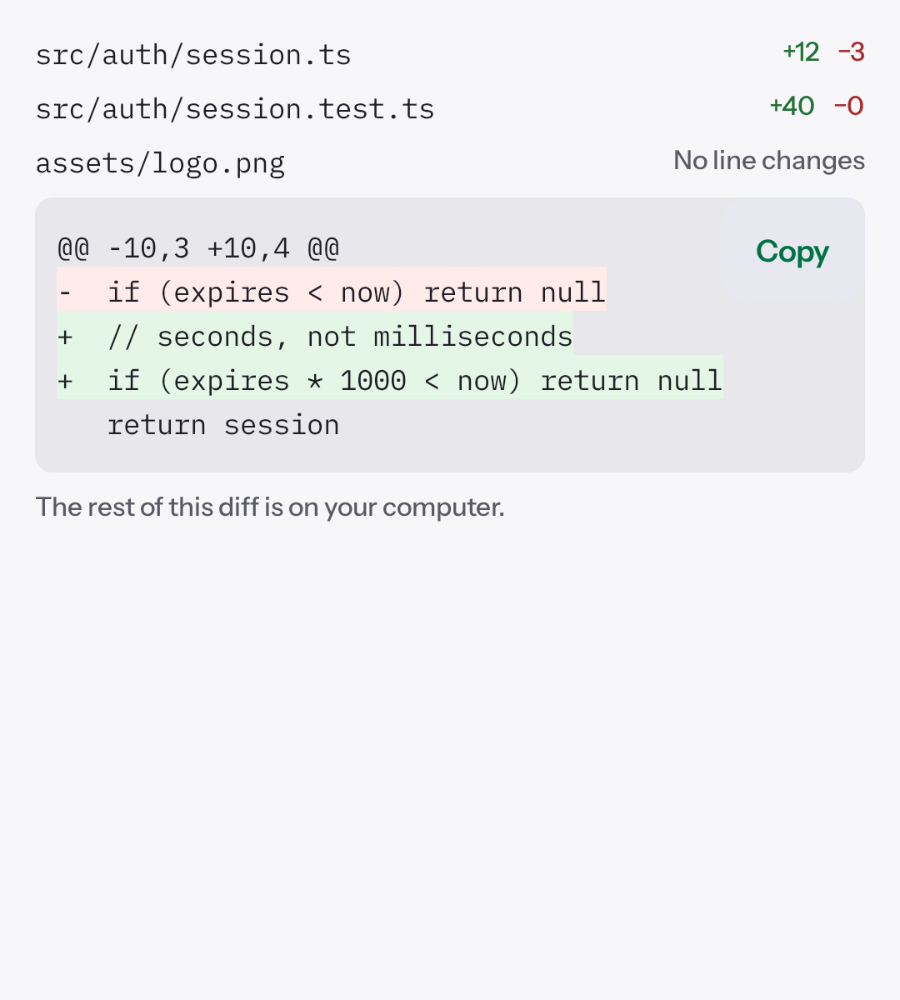 src/auth/session.ts +12 −3
src/auth/session.test.ts +40 −0
assets/logo.png No line changes
@@ -10,3 +10,4 @@ Copy
-  if (expires < now) return null
+  // seconds, not milliseconds
+  if (expires * 1000 < now) return null
   return session
The rest of this diff is on your computer.